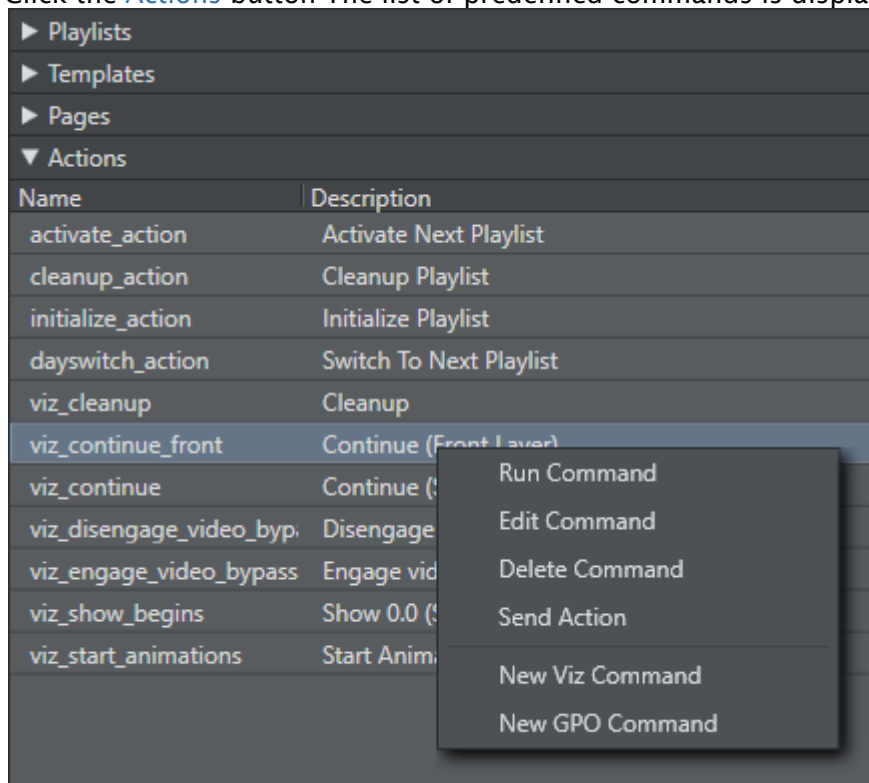 Click the Actions button The list of predefined commands is displa
Playlists
Templates
Pages
Actions
Name Description
activate_action Activate Next Playlist
cleanup_action Cleanup Playlist
initialize_action Initialize Playlist
dayswitch_action Switch To Next Playlist
viz_cleanup Cleanup
viz_continue_front Continue (Front Layer)
Run Command
viz_continue Continue (
Edit Command
viz_disengage_video_byp Disengage
Delete Command
viz_engage_video_bypass Engage vid
Send Action
viz_show_begins Show 0.0 (
viz_start_animations Start Anim
New Viz Command
New GPO Command